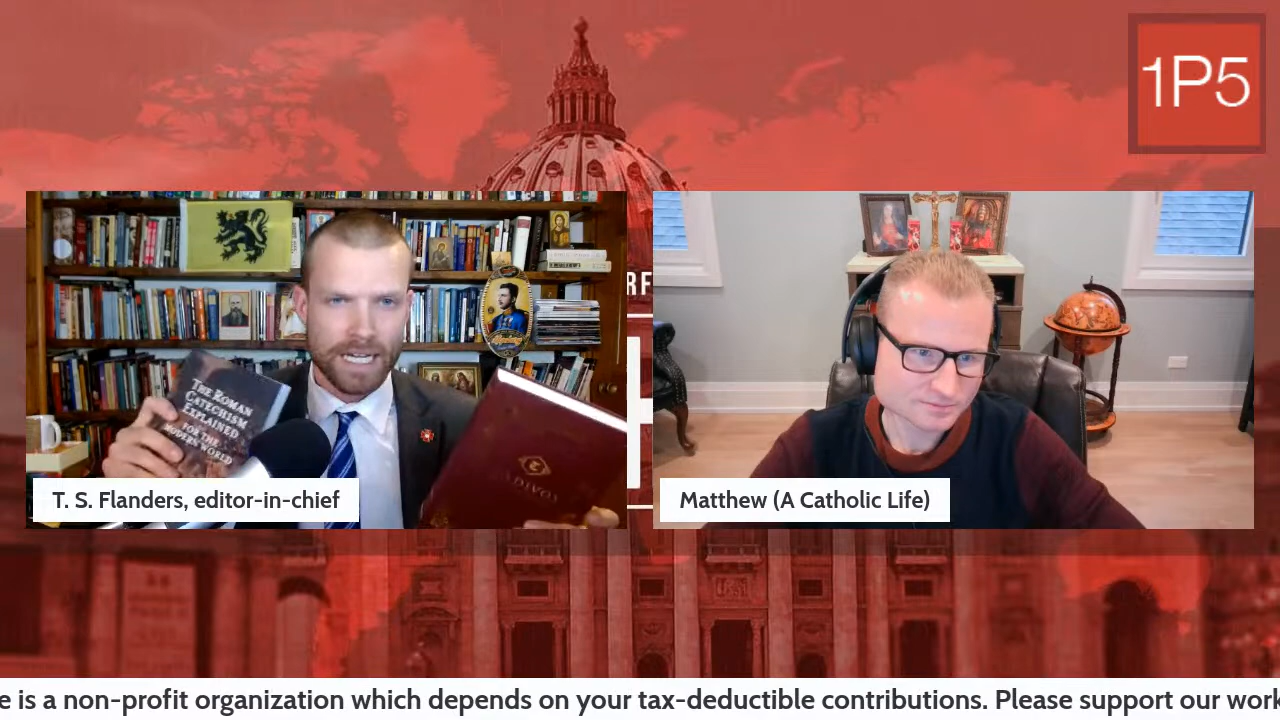 1P5
RE
THE ROMAN
CATECHISM
EXPLAINED
FOR THE
MODERN WORLD
T. S. Flanders, editor-in-chief
Matthew (A Catholic Life)
e is a non-profit organization which depends on your tax-deductible contributions. Please support our work